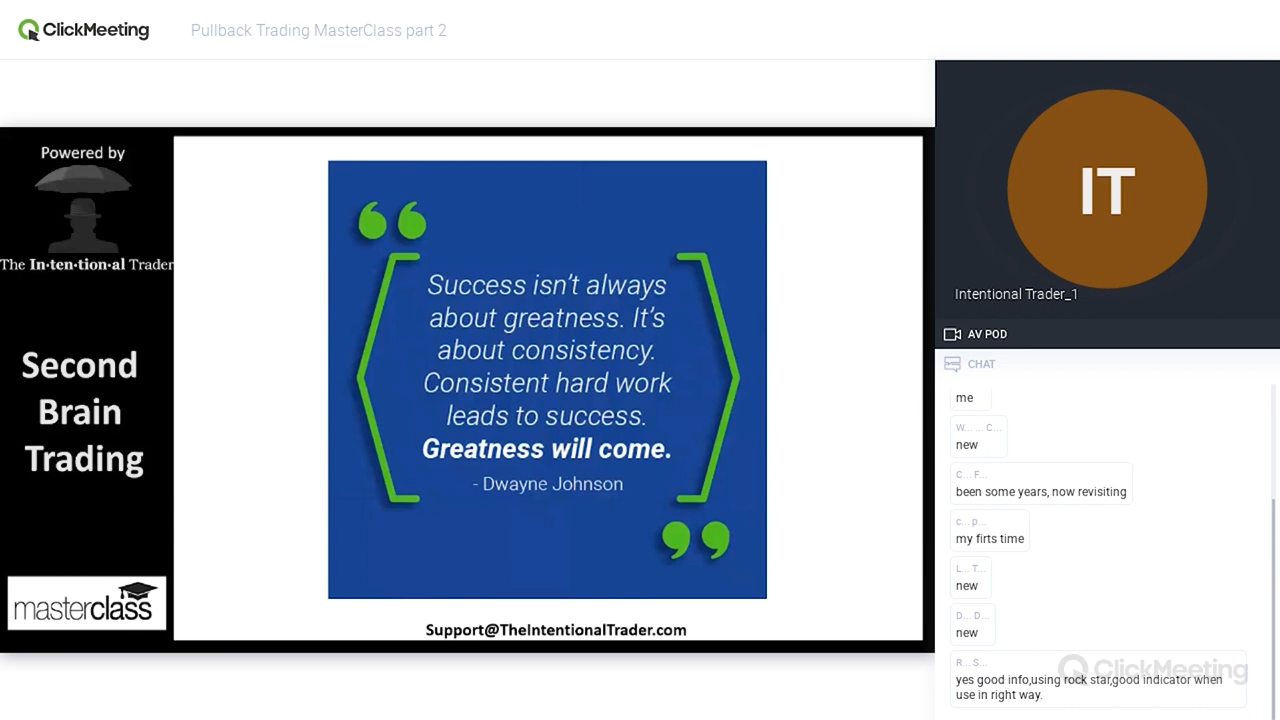 ClickMeeting
Pullback Trading MasterClass part 2
Powered by
The In·ten·tion·al Trader
Second
Brain
Trading
masterclass
Success isn’t always
about greatness. It’s
about consistency.
Consistent hard work
leads to success.
Greatness will come.
- Dwayne Johnson
Support@TheIntentionalTrader.com
IT
Intentional Trader_1
AV POD
CHAT
me
W... ... C...
new
C... F...
been some years, now revisiting
c... p...
my firts time
L... T...
new
D... D...
new
R... S...
yes good info,using rock star,good indicator when
use in right way.
ClickMeeting